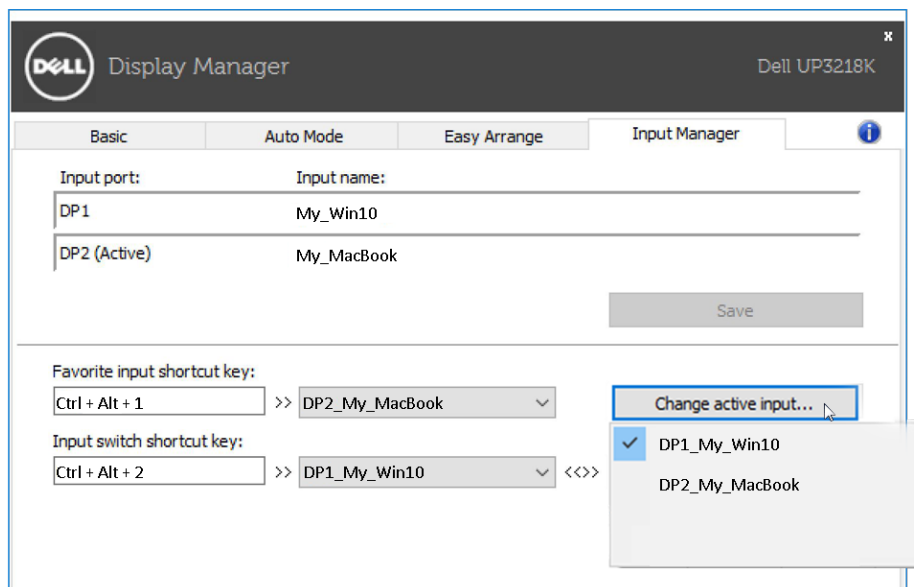 x
DELL Display Manager Dell UP3218K
Basic Auto Mode Easy Arrange Input Manager i
Input port: Input name:
DP1 My_Win10
DP2 (Active) My_MacBook
Save
Favorite input shortcut key:
Ctrl + Alt + 1 >> DP2_My_MacBook Change active input...
Input switch shortcut key:
DP1_My_Win10
Ctrl + Alt + 2 >> DP1_My_Win10 <<>>
DP2_My_MacBook